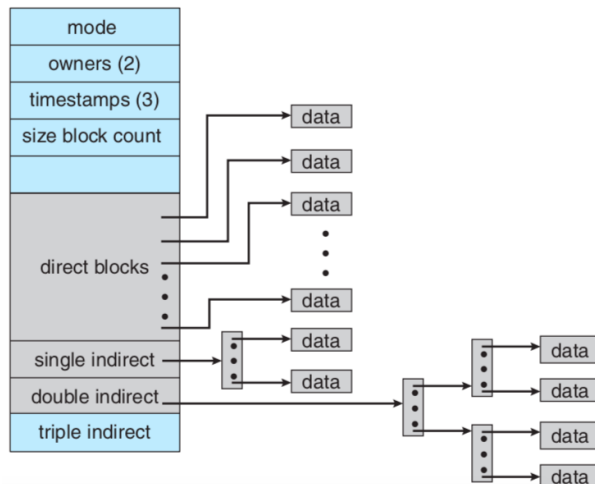 mode
owners (2)
timestamps (3)
size block count
data
data
data
direct blocks
data
single indirect
data
data
double indirect
triple indirect
data
data
data
data